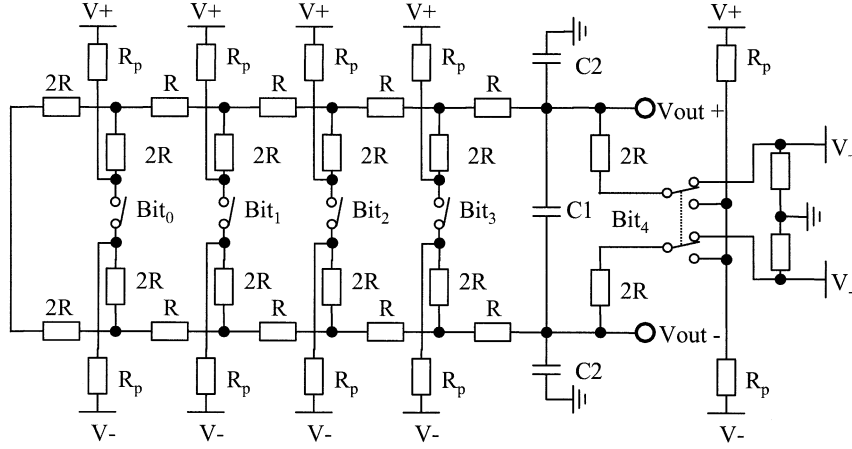 V+ V+ V+ V+ V+
Rp Rp Rp Rp C2 Rp
2R R R R R
Vout +
2R 2R 2R 2R 2R V-
Bit0 Bit1 Bit2 Bit3 C1 Bit4
2R 2R 2R 2R 2R V-
2R R R R R
Vout -
Rp Rp Rp Rp C2 Rp
V- V- V- V- V-